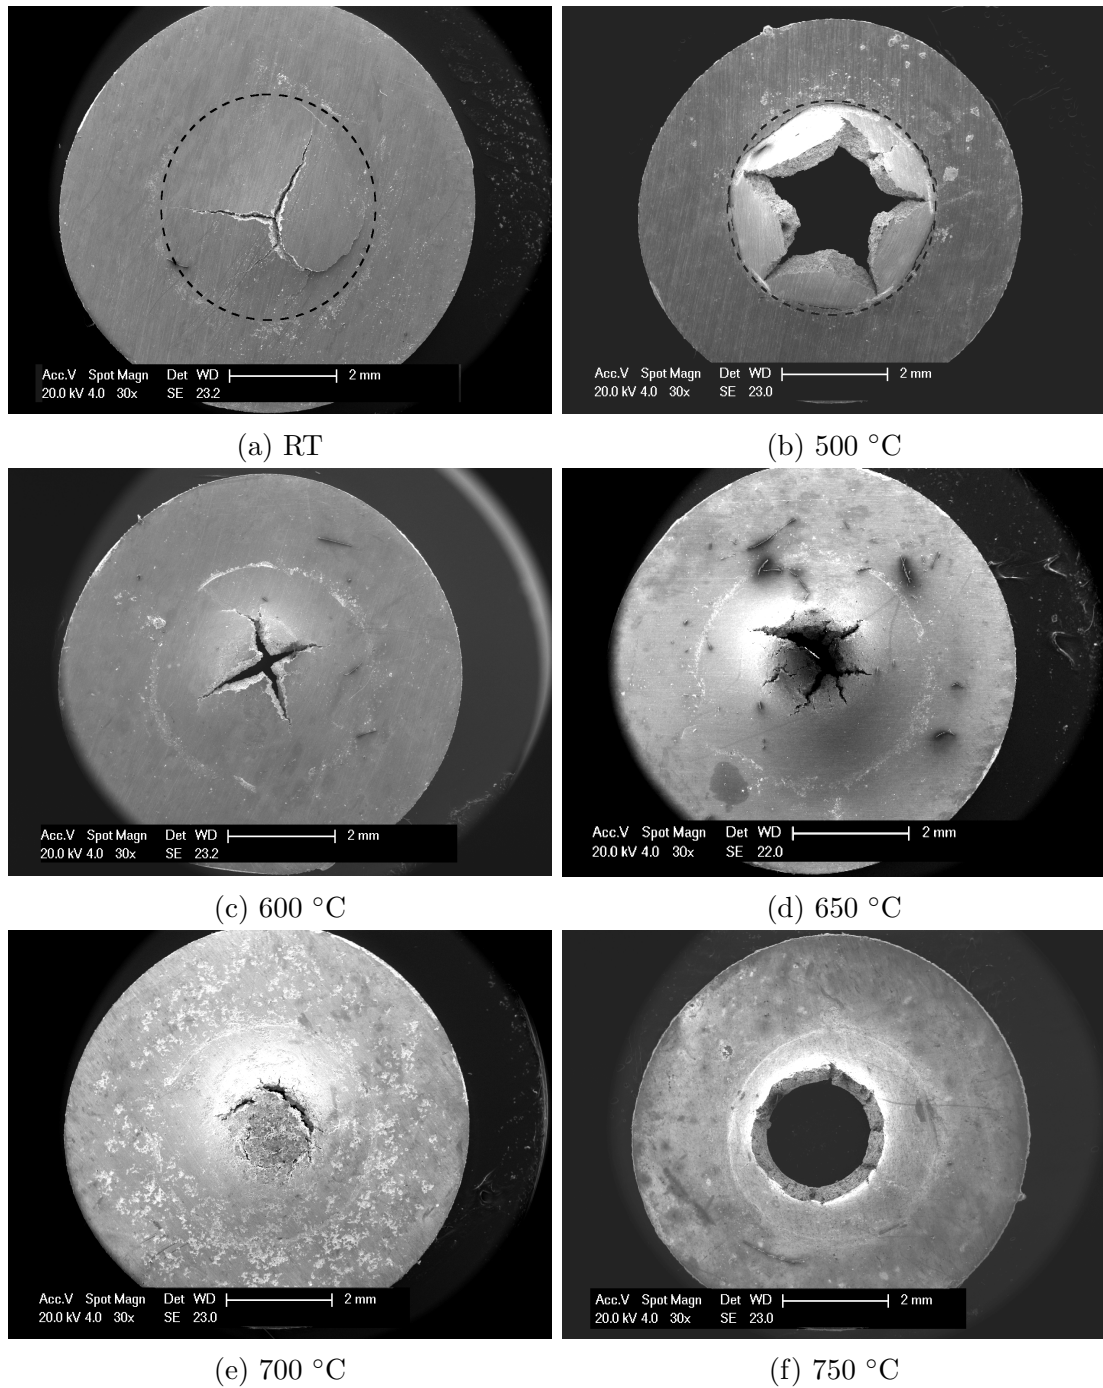 Acc.V Spot Magn Det WD 2 mm
20.0 kV 4.0 30x SE 23.2
Acc.V Spot Magn Det WD 2 mm
20.0 kV 4.0 30x SE 23.0
(a) RT
(b) 500 °C
Acc.V Spot Magn Det WD 2 mm
20.0 kV 4.0 30x SE 23.2
Acc.V Spot Magn Det WD 2 mm
20.0 kV 4.0 30x SE 22.0
(c) 600 °C
(d) 650 °C
Acc.V Spot Magn Det WD 2 mm
20.0 kV 4.0 30x SE 23.0
Acc.V Spot Magn Det WD 2 mm
20.0 kV 4.0 30x SE 23.0
(e) 700 °C
(f) 750 °C